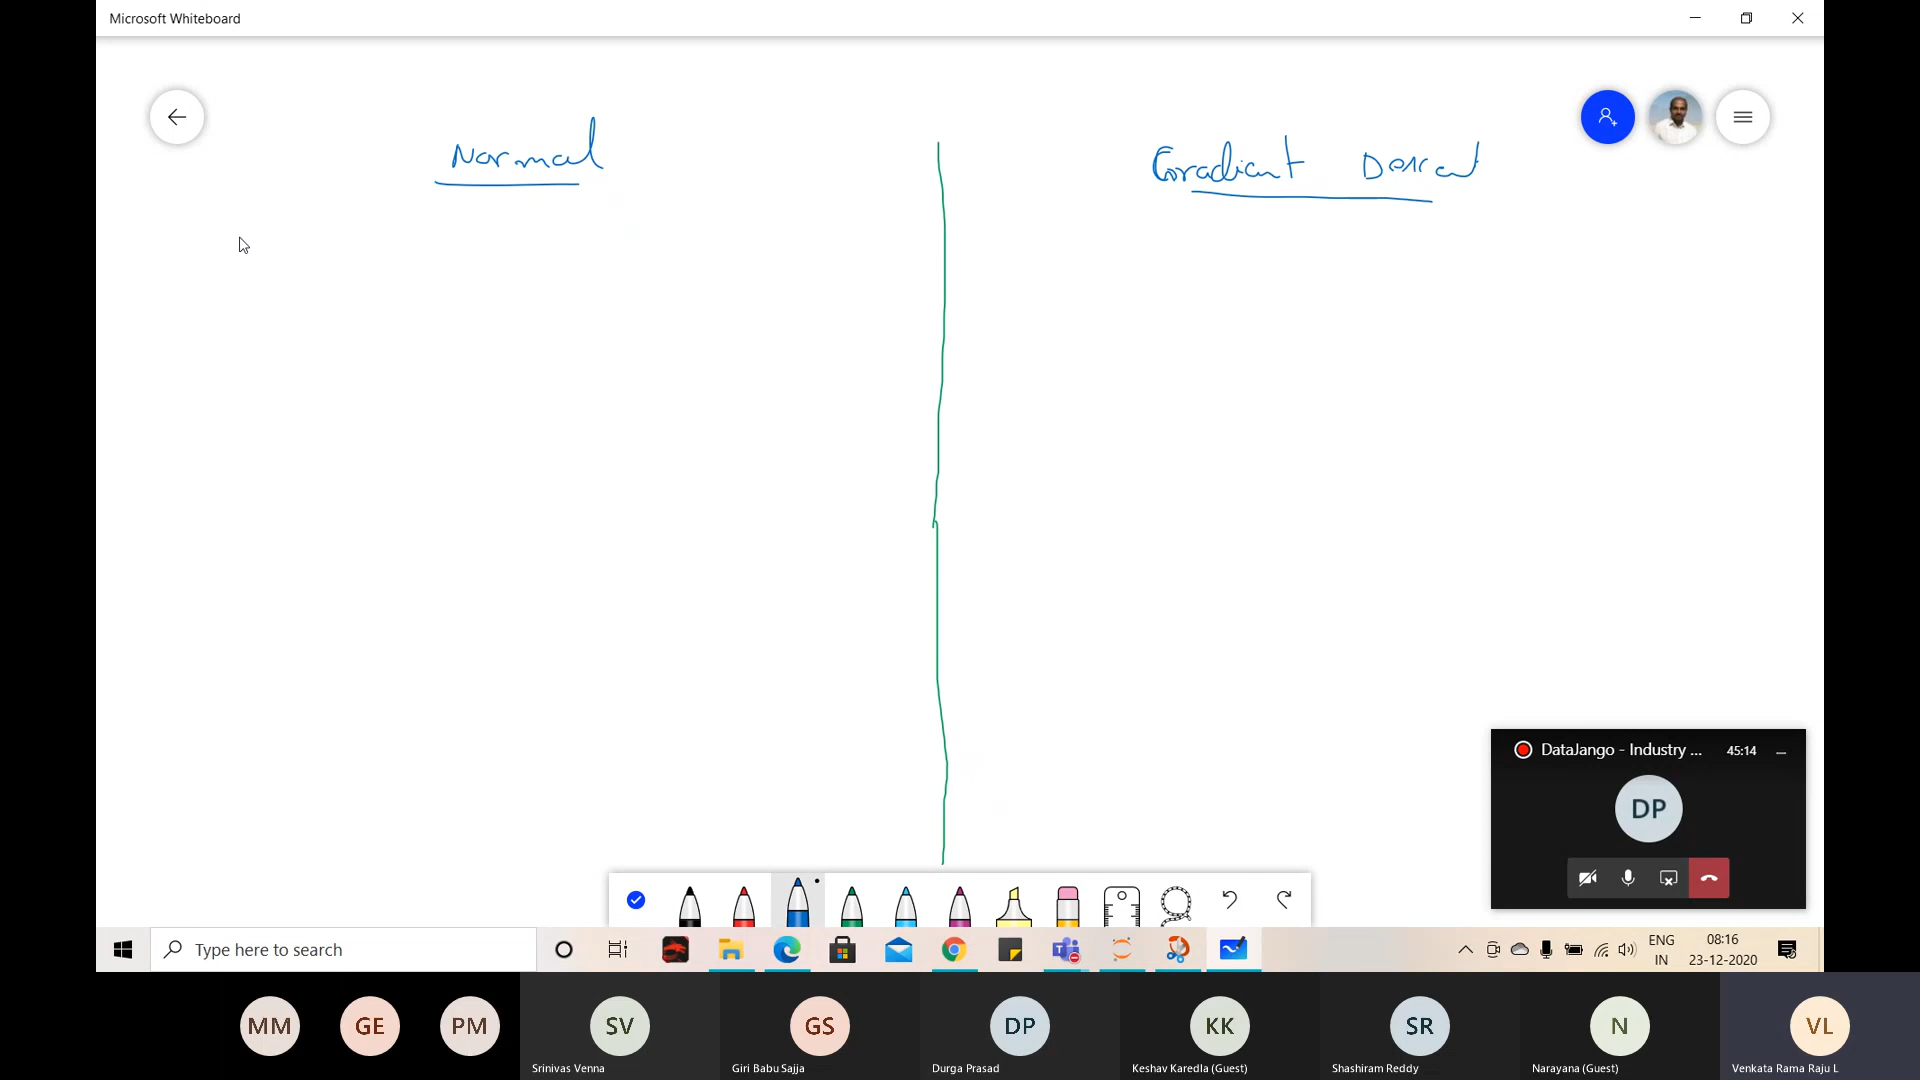 Microsoft Whiteboard
Normal
Gradient Descent
DataJango - Industry ...
45:14
DP
Type here to search
ENG
IN
08:16
23-12-2020
MM
GE
PM
SV
GS
DP
KK
SR
N
VL
Srinivas Venna
Giri Babu Sajja
Durga Prasad
Keshav Karedla (Guest)
Shashiram Reddy
Narayana (Guest)
Venkata Rama Raju L